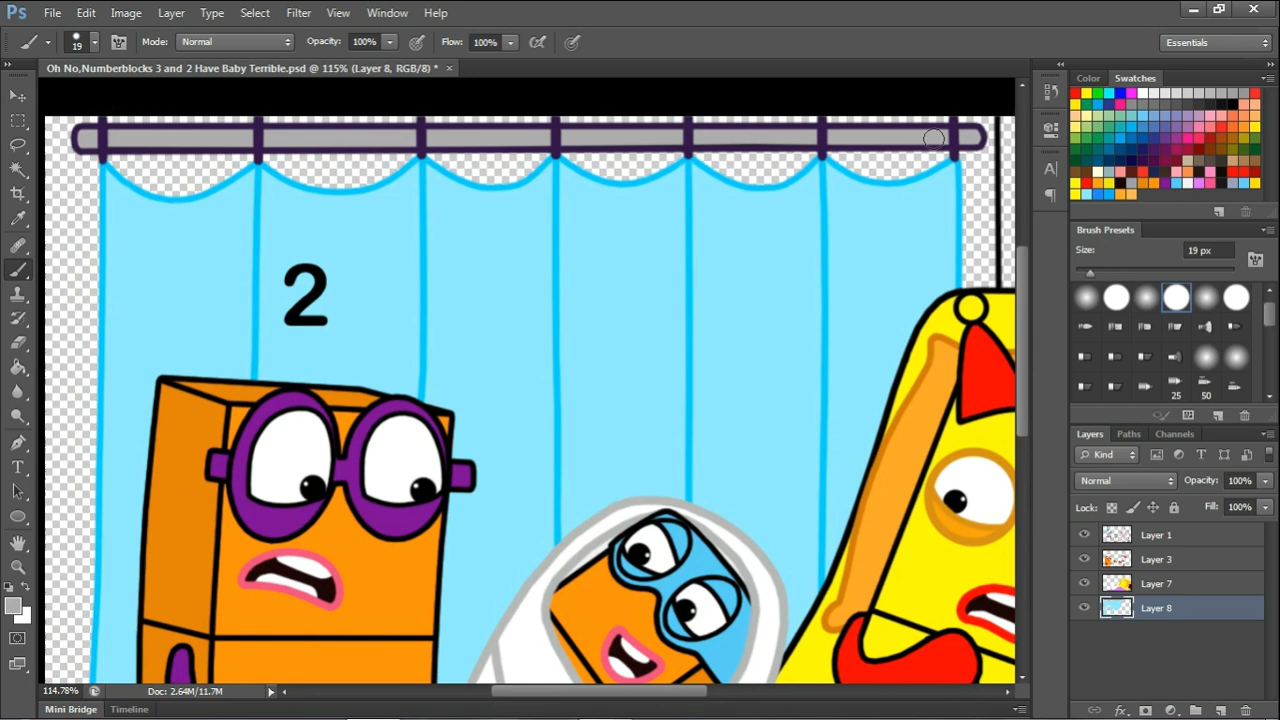 Ps File Edit Image Layer Type Select Filter View Window Help
19 Mode: Normal Opacity: 100% Flow: 100% Essentials
Oh No,Numberblocks 3 and 2 Have Baby Terrible.psd @ 115% (Layer 8, RGB/8) * ×
Color Swatches
Brush Presets
Size: 19 px
25 50
2
Layers Paths Channels
Kind
Normal Opacity: 100%
Lock: Fill: 100%
Layer 1
Layer 3
Layer 7
Layer 8
114.78% Doc: 2.64M/11.7M
Mini Bridge Timeline